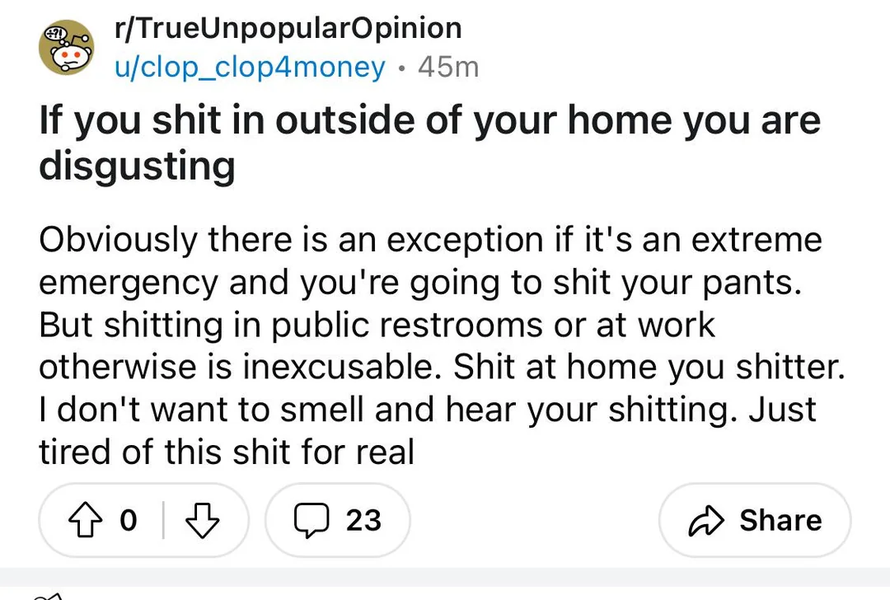 r/TrueUnpopularOpinion
u/clop_clop4money • 45m
If you shit in outside of your home you are
disgusting
Obviously there is an exception if it's an extreme
emergency and you're going to shit your pants.
But shitting in public restrooms or at work
otherwise is inexcusable. Shit at home you shitter.
I don't want to smell and hear your shitting. Just
tired of this shit for real
0 23 Share